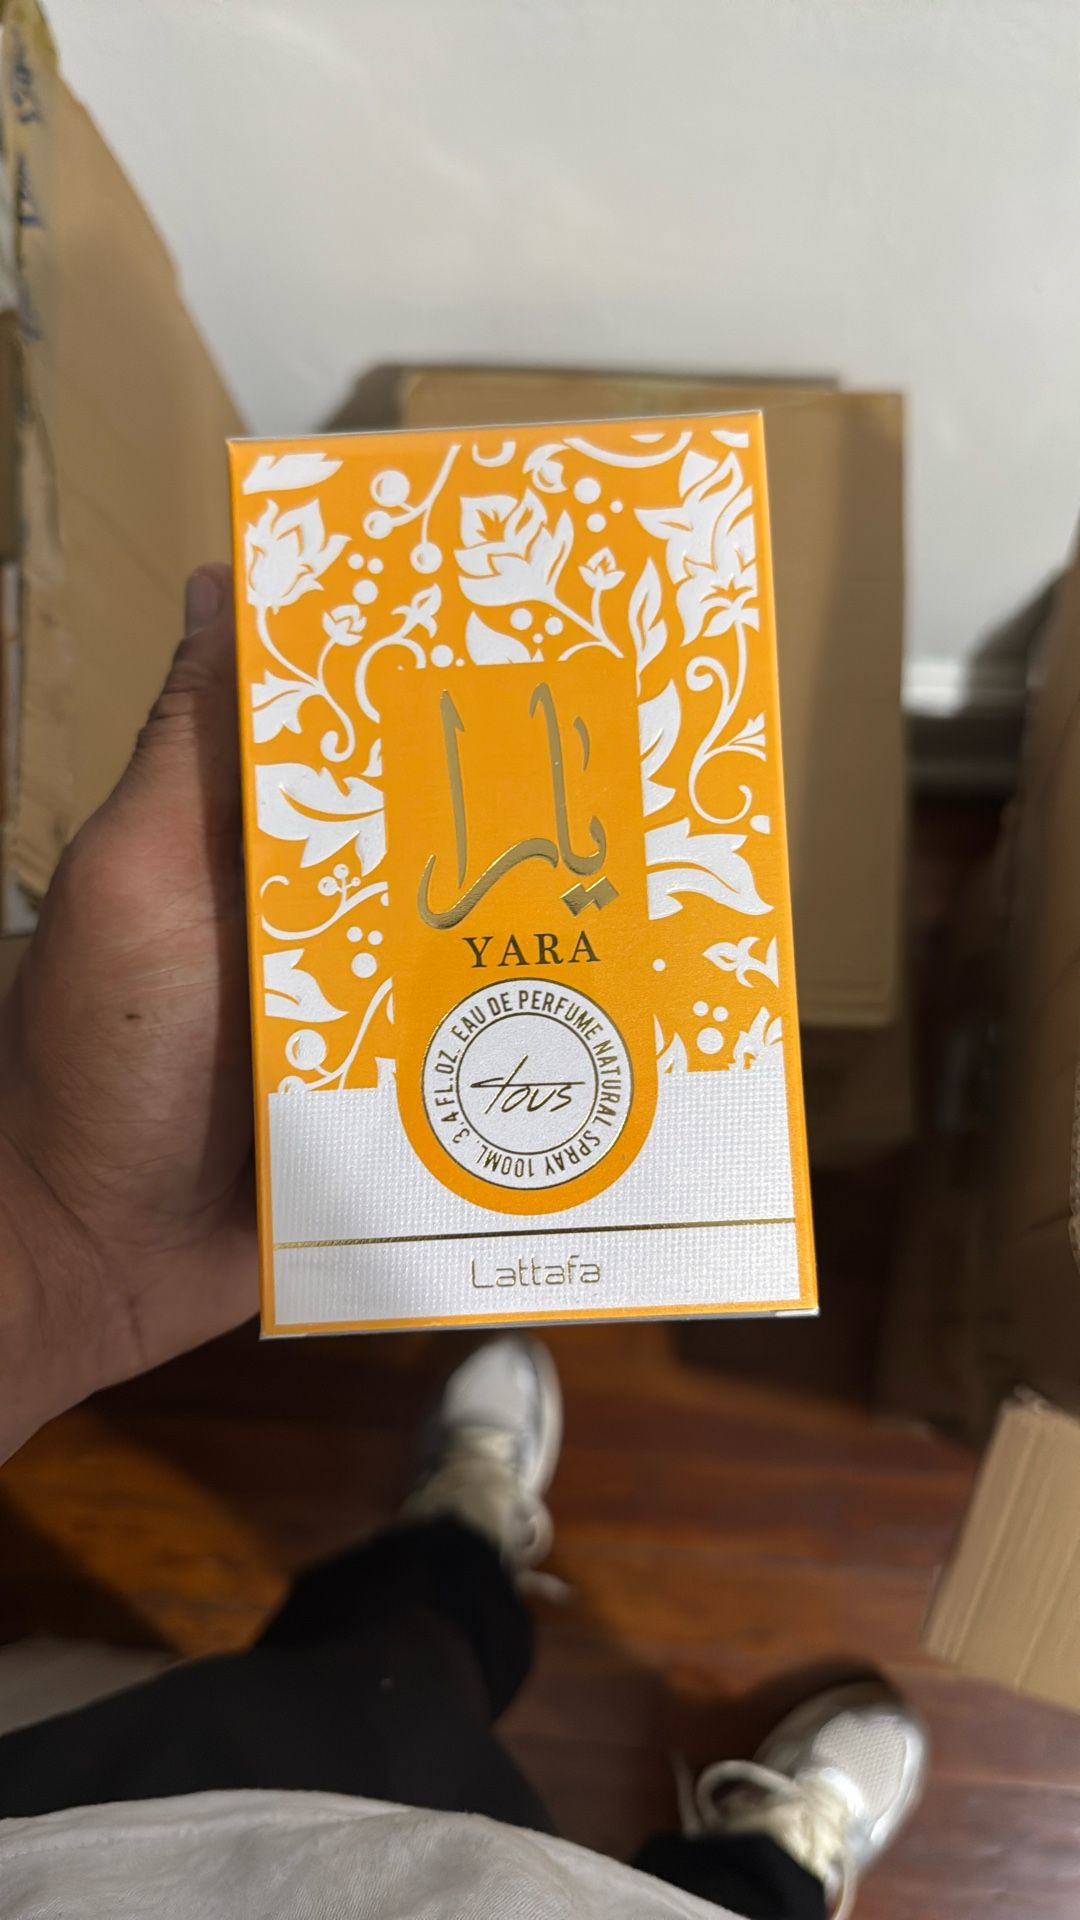 يارا
YARA
EAU DE PERFUME NATURAL SPRAY 100ML. 3.4 FL.OZ.
tous
Lattafa